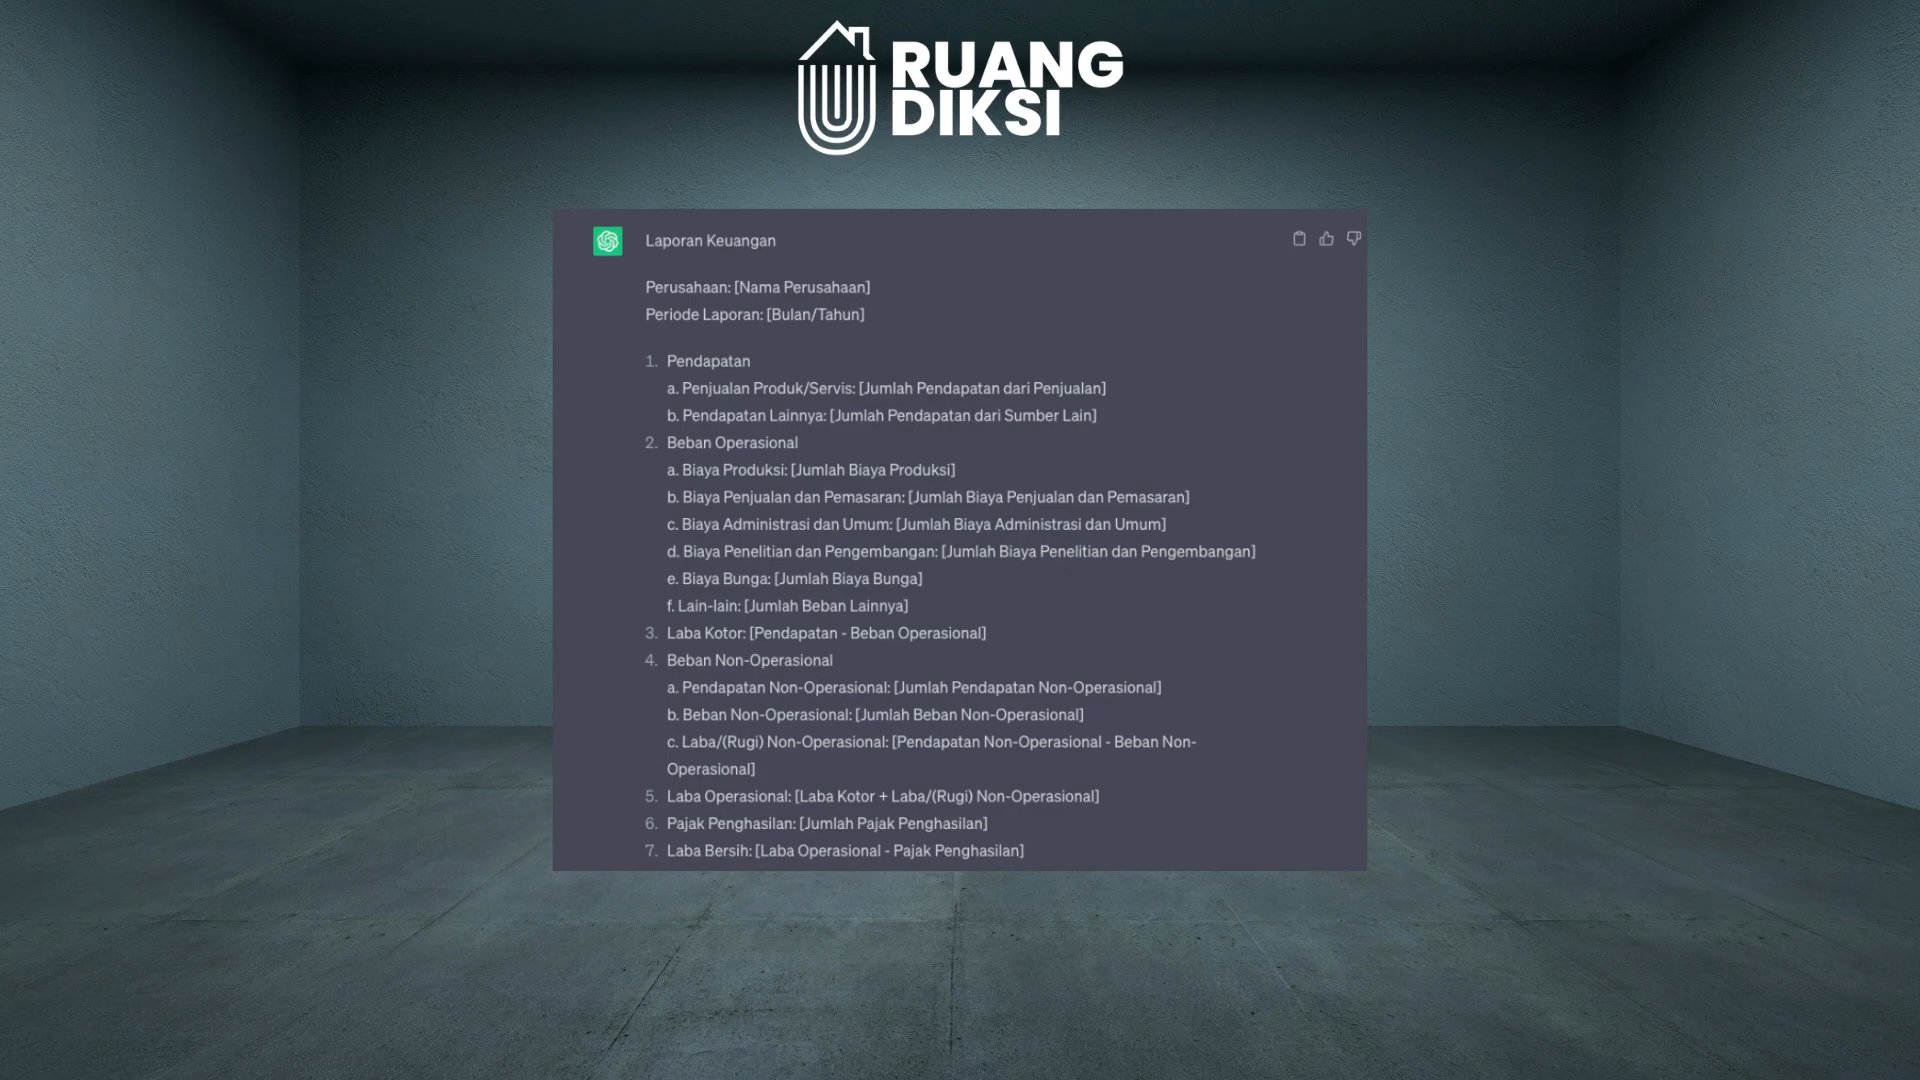 RUANG
DIKSI
Laporan Keuangan
Perusahaan: [Nama Perusahaan]
Periode Laporan: [Bulan/Tahun]
1. Pendapatan
a. Penjualan Produk/Servis: [Jumlah Pendapatan dari Penjualan]
b. Pendapatan Lainnya: [Jumlah Pendapatan dari Sumber Lain]
2. Beban Operasional
a. Biaya Produksi: [Jumlah Biaya Produksi]
b. Biaya Penjualan dan Pemasaran: [Jumlah Biaya Penjualan dan Pemasaran]
c. Biaya Administrasi dan Umum: [Jumlah Biaya Administrasi dan Umum]
d. Biaya Penelitian dan Pengembangan: [Jumlah Biaya Penelitian dan Pengembangan]
e. Biaya Bunga: [Jumlah Biaya Bunga]
f. Lain-lain: [Jumlah Beban Lainnya]
3. Laba Kotor: [Pendapatan - Beban Operasional]
4. Beban Non-Operasional
a. Pendapatan Non-Operasional: [Jumlah Pendapatan Non-Operasional]
b. Beban Non-Operasional: [Jumlah Beban Non-Operasional]
c. Laba/(Rugi) Non-Operasional: [Pendapatan Non-Operasional - Beban Non-
Operasional]
5. Laba Operasional: [Laba Kotor + Laba/(Rugi) Non-Operasional]
6. Pajak Penghasilan: [Jumlah Pajak Penghasilan]
7. Laba Bersih: [Laba Operasional - Pajak Penghasilan]